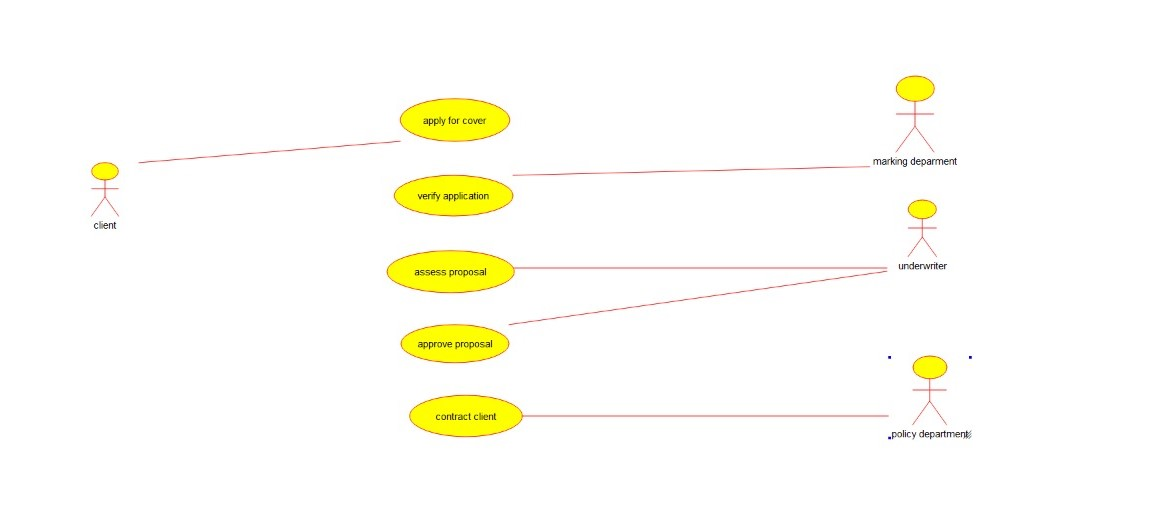 apply for cover
marking deparment
verify application
client
assess proposal
underwriter
approve proposal
contract client
policy department